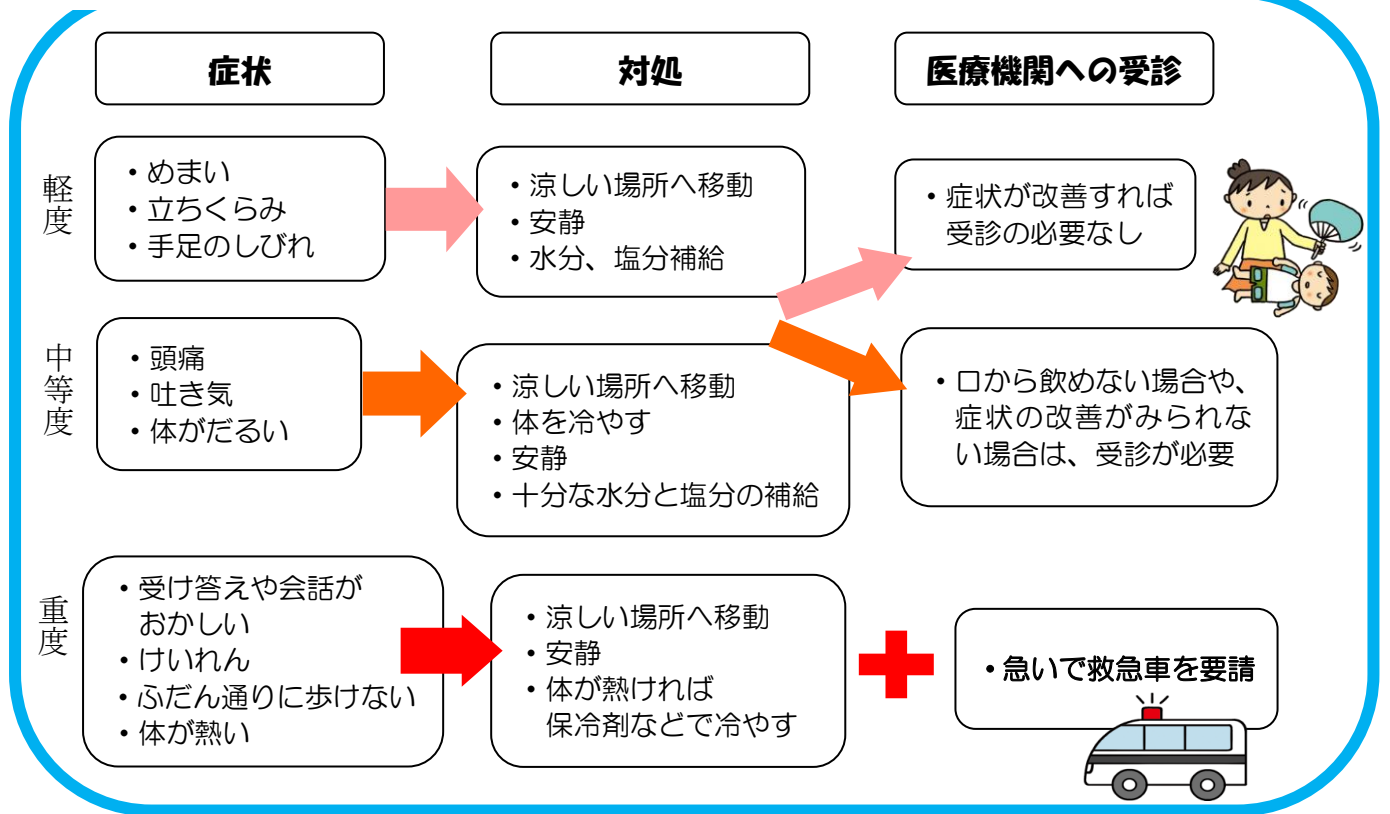 症状
対処
医療機関への受診
軽度
・めまい
・立ちくらみ
・手足のしびれ
・涼しい場所へ移動
・安静
・水分、塩分補給
・症状が改善すれば
受診の必要なし
中等度
・頭痛
・吐き気
・体がだるい
・涼しい場所へ移動
・体を冷やす
・安静
・十分な水分と塩分の補給
・口から飲めない場合や、
症状の改善がみられな
い場合は、受診が必要
重度
・受け答えや会話が
おかしい
・けいれん
・ふだん通りに歩けない
・体が熱い
・涼しい場所へ移動
・安静
・体が熱ければ
保冷剤などで冷やす
・急いで救急車を要請